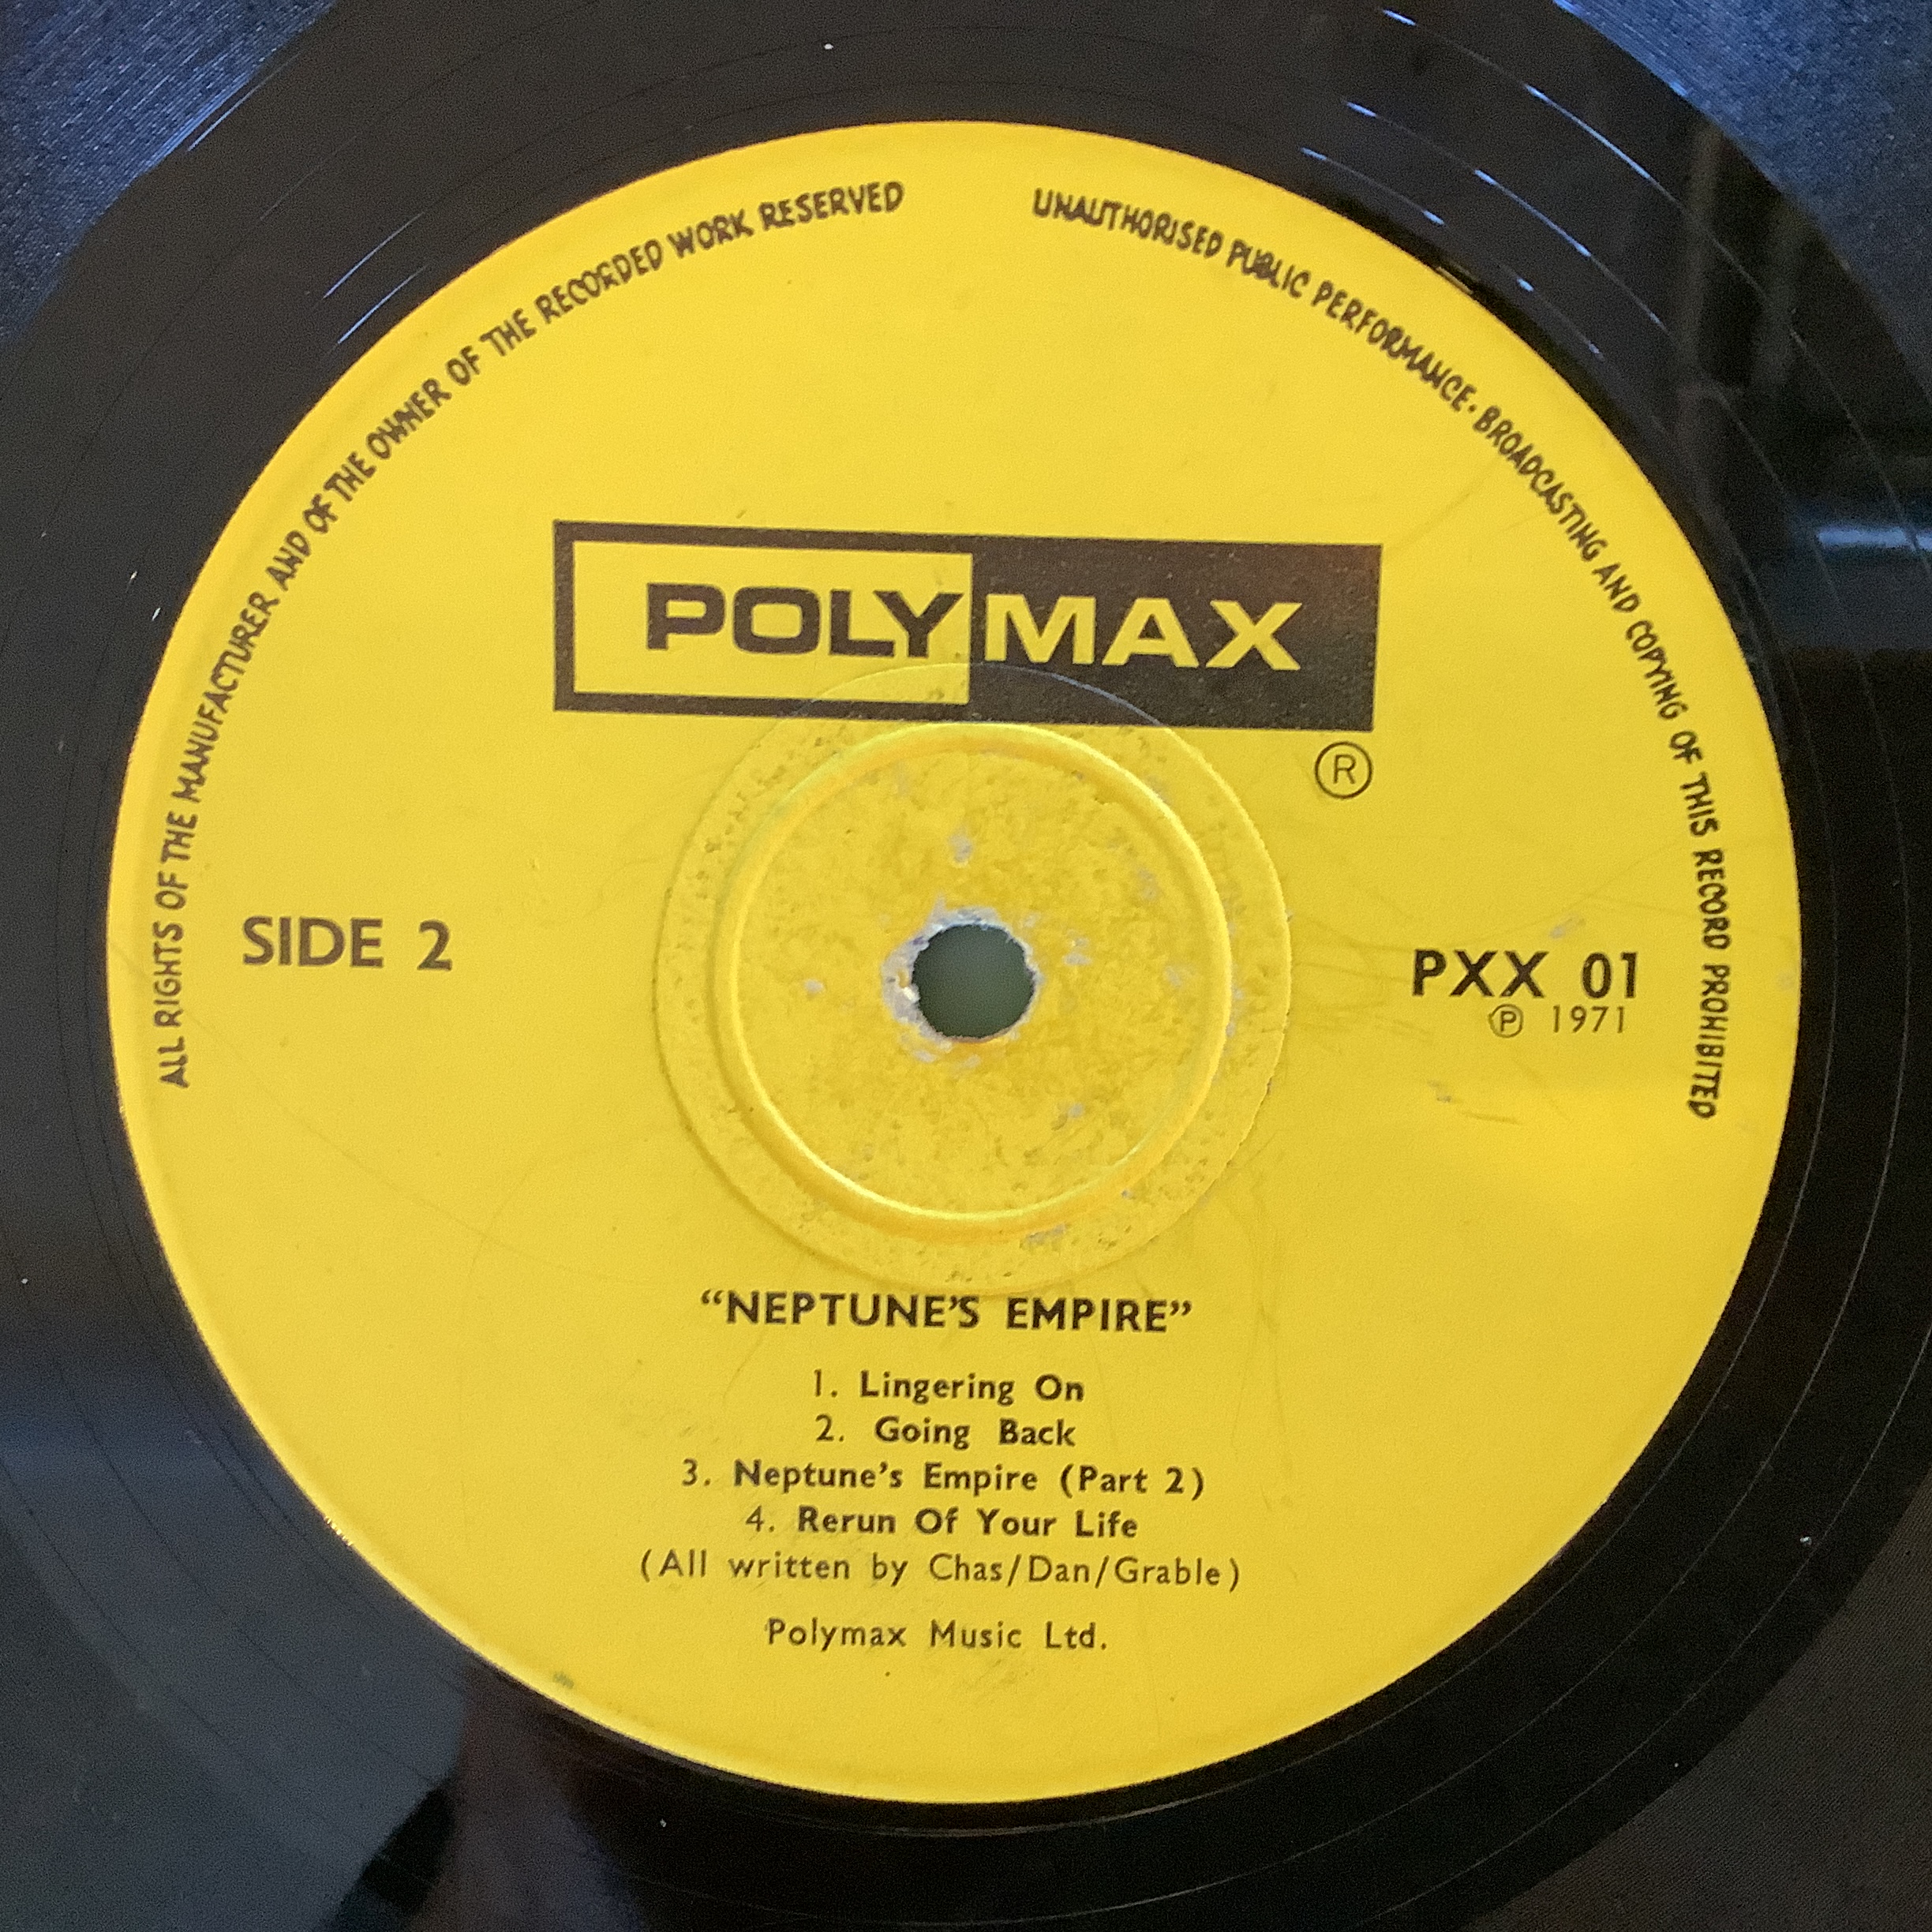 ALL RIGHTS OF THE MANUFACTURER AND OF THE OWNER OF THE RECORDED WORK RESERVED
UNAUTHORISED PUBLIC PERFORMANCE · BROADCASTING AND COPYING OF THIS RECORD PROHIBITED
POLYMAX
®
SIDE 2
PXX 01
℗ 1971
“NEPTUNE’S EMPIRE”
1. Lingering On
2. Going Back
3. Neptune’s Empire (Part 2)
4. Rerun Of Your Life
(All written by Chas/Dan/Grable)
Polymax Music Ltd.